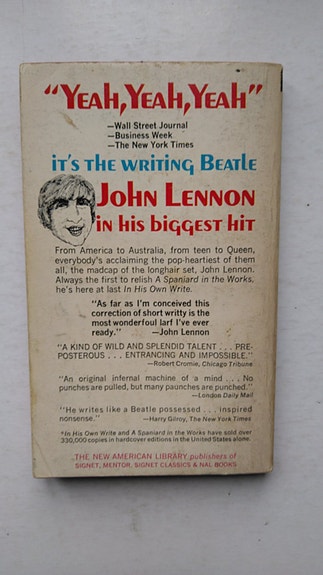 "YEAH, YEAH, YEAH"
—Wall Street Journal
—Business Week
—The New York Times
IT'S THE WRITING BEATLE
JOHN LENNON
IN HIS BIGGEST HIT
From America to Australia, from teen to Queen,
everybody's acclaiming the pop-heartiest of them
all, the madcap of the longhair set, John Lennon.
Always the first to relish A Spaniard in the Works,
he's here at last In His Own Write.
"As far as I'm conceived this
correction of short writty is the
most wonderful larf I've ever
ready." —John Lennon
"A KIND OF WILD AND SPLENDID TALENT . . . PRE-
POSTEROUS . . . ENTRANCING AND IMPOSSIBLE."
—Robert Cromie, Chicago Tribune
"An original infernal machine of a mind . . . No
punches are pulled, but many paunches are punched."
—London Daily Mail
"He writes like a Beatle possessed . . . inspired
nonsense." —Harry Gilroy, The New York Times
*In His Own Write and A Spaniard in the Works have sold over
330,000 copies in hardcover editions in the United States alone.
THE NEW AMERICAN LIBRARY publishers of
SIGNET, MENTOR, SIGNET CLASSICS & NAL BOOKS